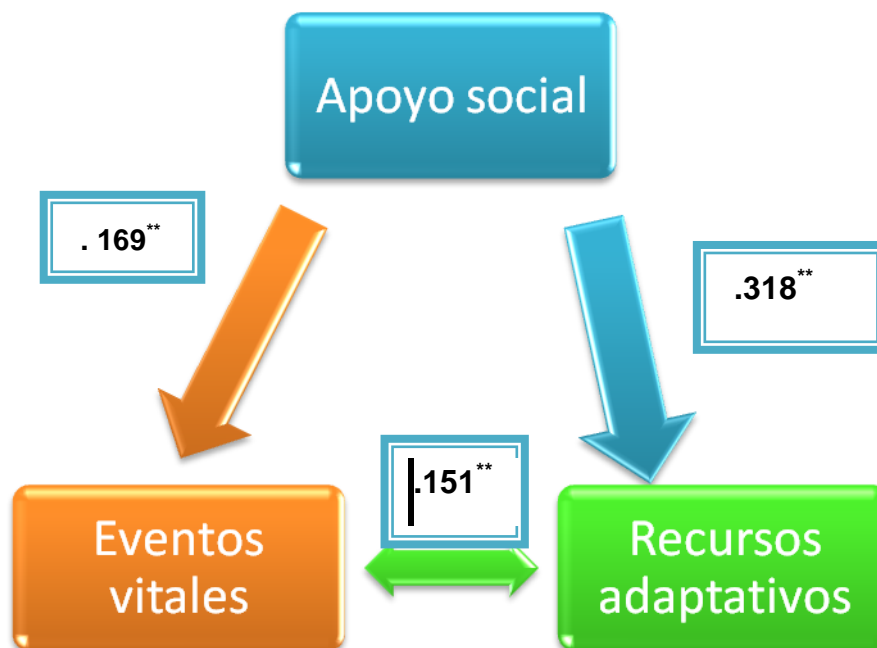 Apoyo social
. 169**
.318**
.151**
Eventos
vitales
Recursos
adaptativos